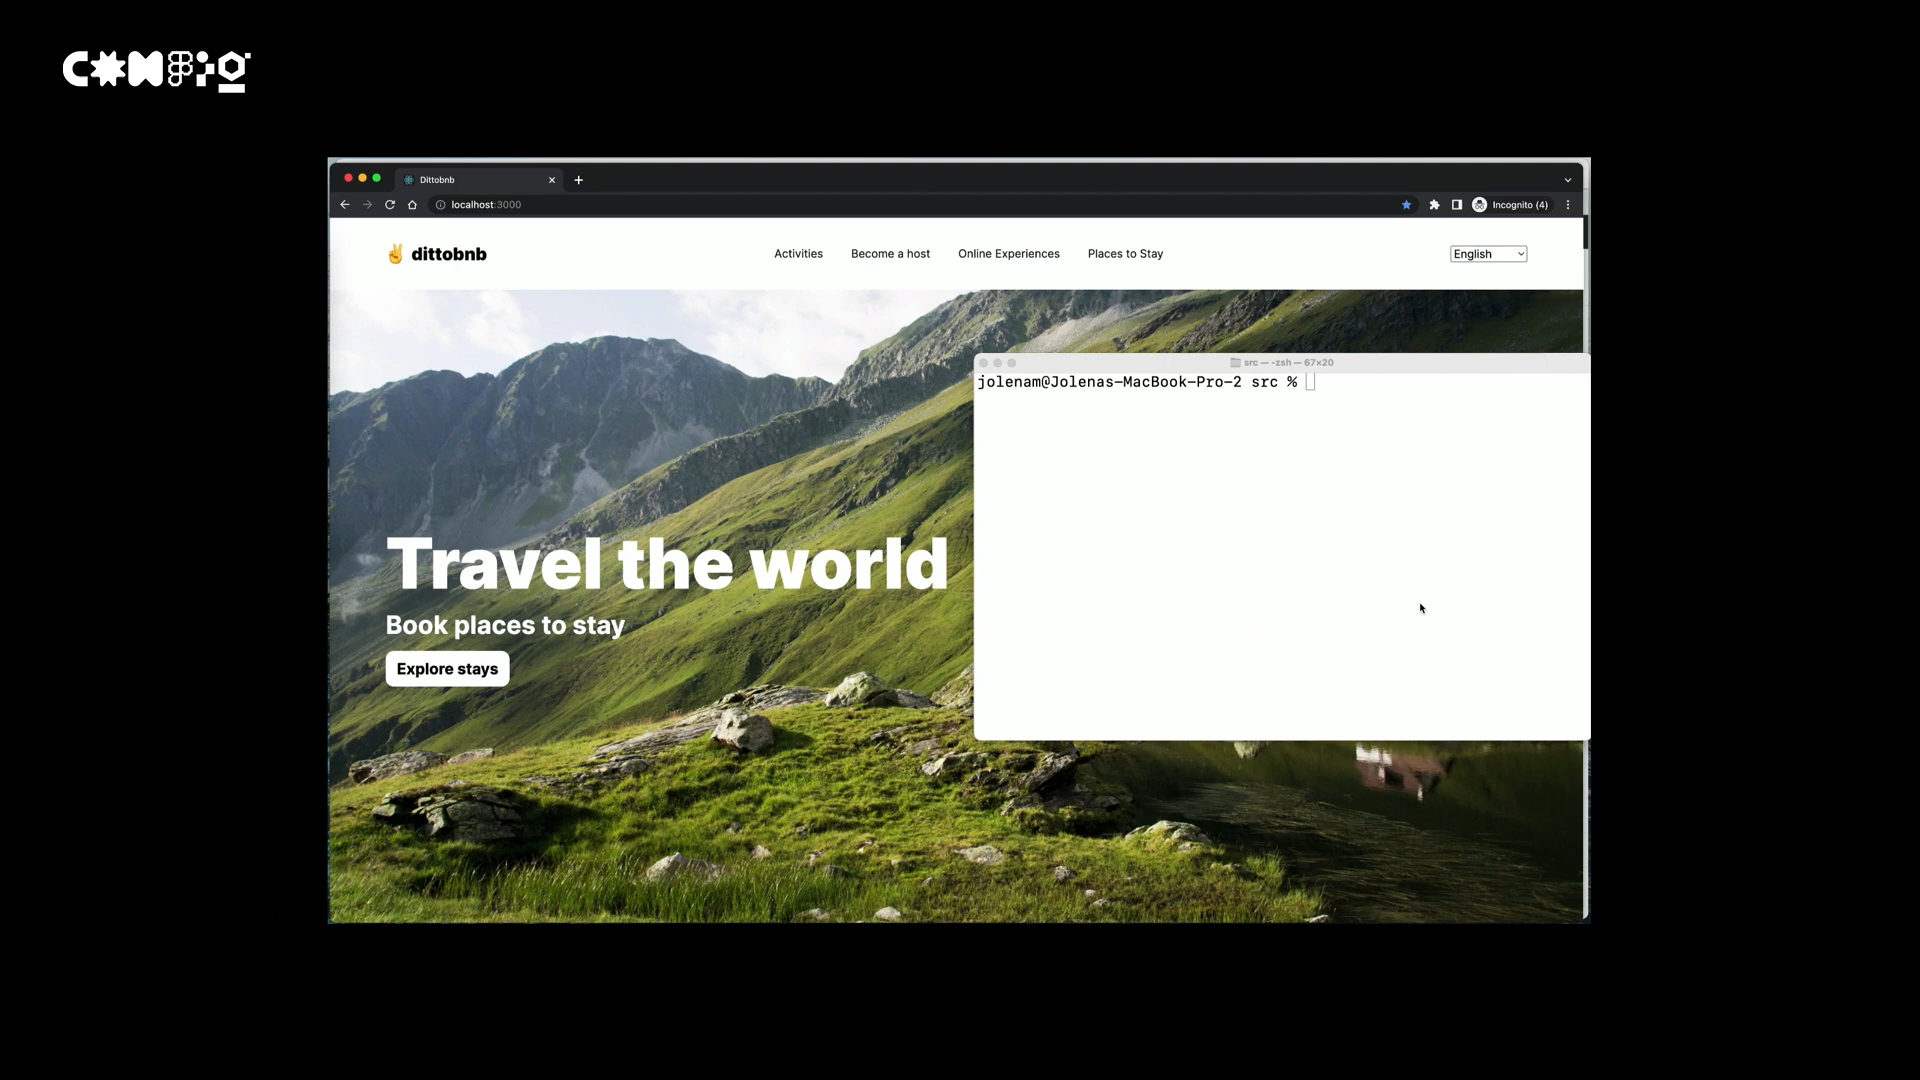 CONFIG
Dittobnb
localhost:3000
Incognito (4)
✌ dittobnb
Activities
Become a host
Online Experiences
Places to Stay
English
src — -zsh — 67×20
jolenam@Jolenas-MacBook-Pro-2 src %
Travel the world
Book places to stay
Explore stays